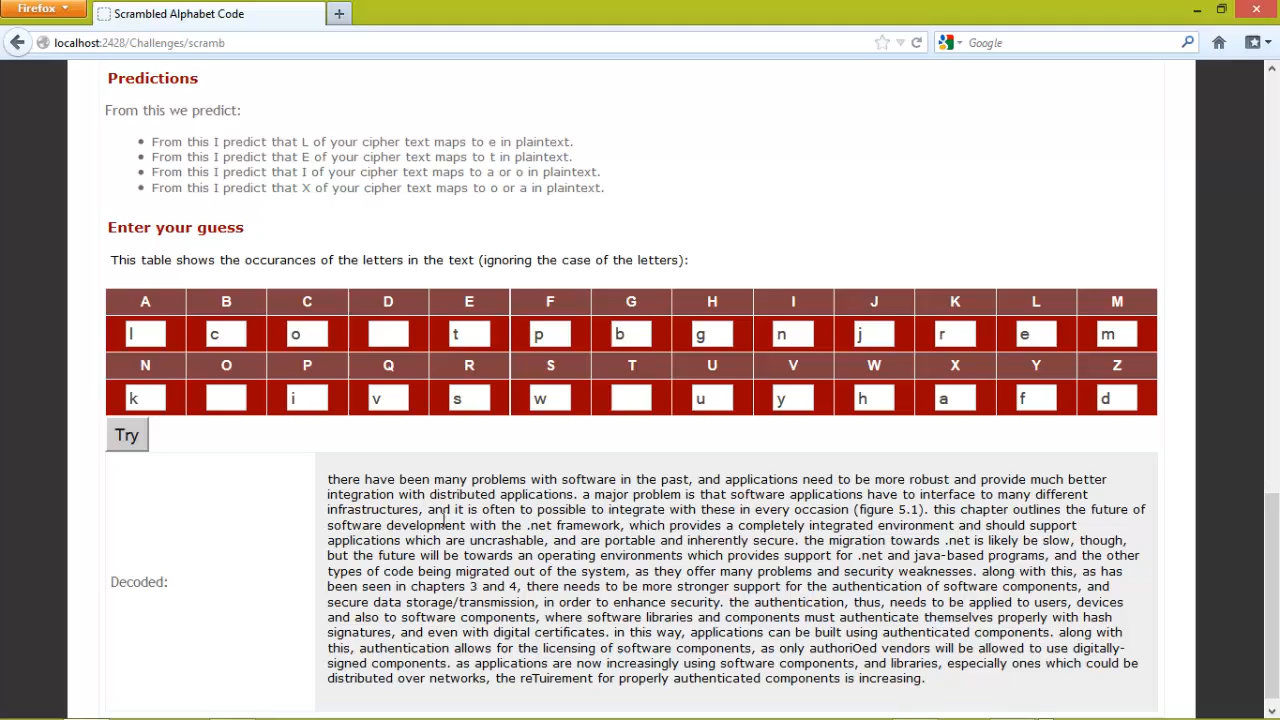 Firefox
Scrambled Alphabet Code
localhost:2428/Challenges/scramb
Google
Predictions
From this we predict:
From this I predict that L of your cipher text maps to e in plaintext.
From this I predict that E of your cipher text maps to t in plaintext.
From this I predict that I of your cipher text maps to a or o in plaintext.
From this I predict that X of your cipher text maps to o or a in plaintext.
Enter your guess
This table shows the occurances of the letters in the text (ignoring the case of the letters):
A B C D E F G H I J K L M
l c o t p b g n j r e m
N O P Q R S T U V W X Y Z
k i v s w u y h a f d
Try
there have been many problems with software in the past, and applications need to be more robust and provide much better
integration with distributed applications. a major problem is that software applications have to interface to many different
infrastructures, and it is often to possible to integrate with these in every occasion (figure 5.1). this chapter outlines the future of
software development with the .net framework, which provides a completely integrated environment and should support
applications which are uncrashable, and are portable and inherently secure. the migration towards .net is likely be slow, though,
but the future will be towards an operating environments which provides support for .net and java-based programs, and the other
types of code being migrated out of the system, as they offer many problems and security weaknesses. along with this, as has
been seen in chapters 3 and 4, there needs to be more stronger support for the authentication of software components, and
secure data storage/transmission, in order to enhance security. the authentication, thus, needs to be applied to users, devices
and also to software components, where software libraries and components must authenticate themselves properly with hash
signatures, and even with digital certificates. in this way, applications can be built using authenticated components. along with
this, authentication allows for the licensing of software components, as only authoriOed vendors will be allowed to use digitally-
signed components. as applications are now increasingly using software components, and libraries, especially ones which could be
distributed over networks, the reTuirement for properly authenticated components is increasing.
Decoded: